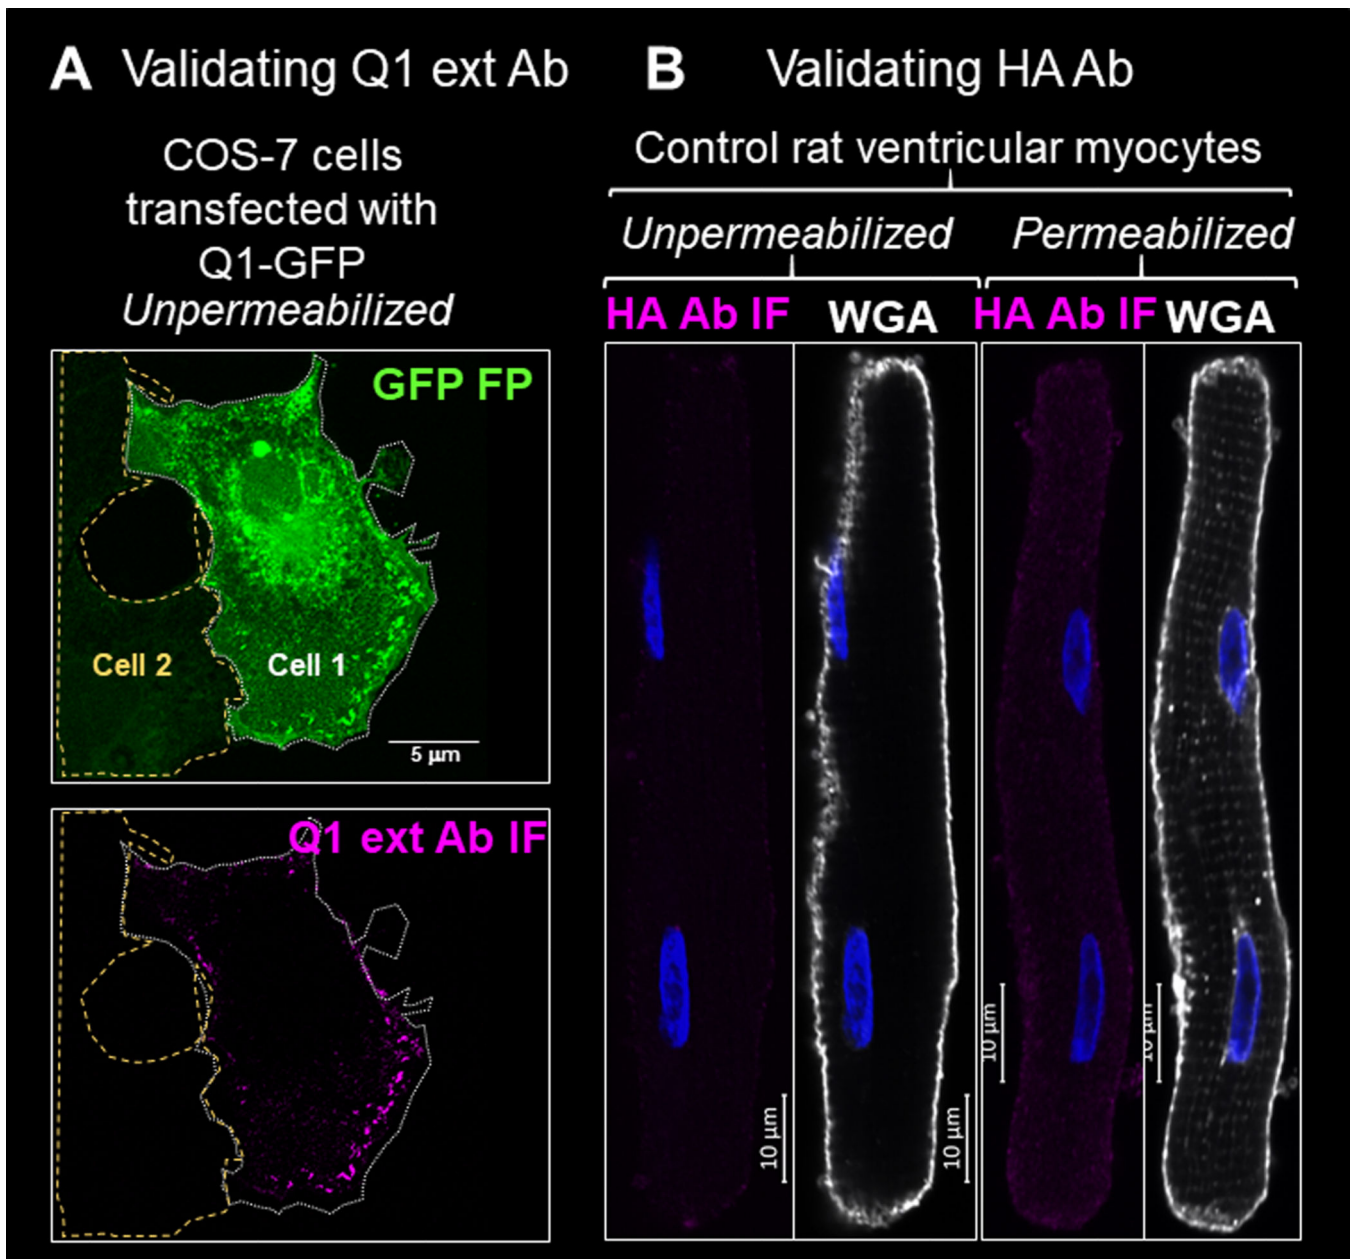 A Validating Q1 ext Ab
COS-7 cells
transfected with
Q1-GFP
Unpermeabilized
GFP FP
Cell 2
Cell 1
5 µm
Q1 ext Ab IF
B Validating HA Ab
Control rat ventricular myocytes
Unpermeabilized Permeabilized
HA Ab IF WGA HA Ab IF WGA
10 µm
10 µm
10 µm
10 µm